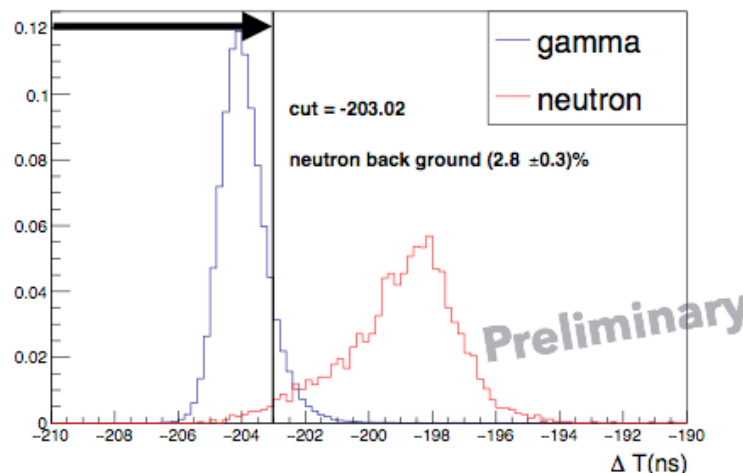 0.12
gamma
0.1
neutron
cut = -203.02
neutron back ground (2.8 ±0.3)%
0.08
0.06
0.04
Preliminary
0.02
0
−210 −208 −206 −204 −202 −200 −198 −196 −194 −192 −190
Δ T(ns)